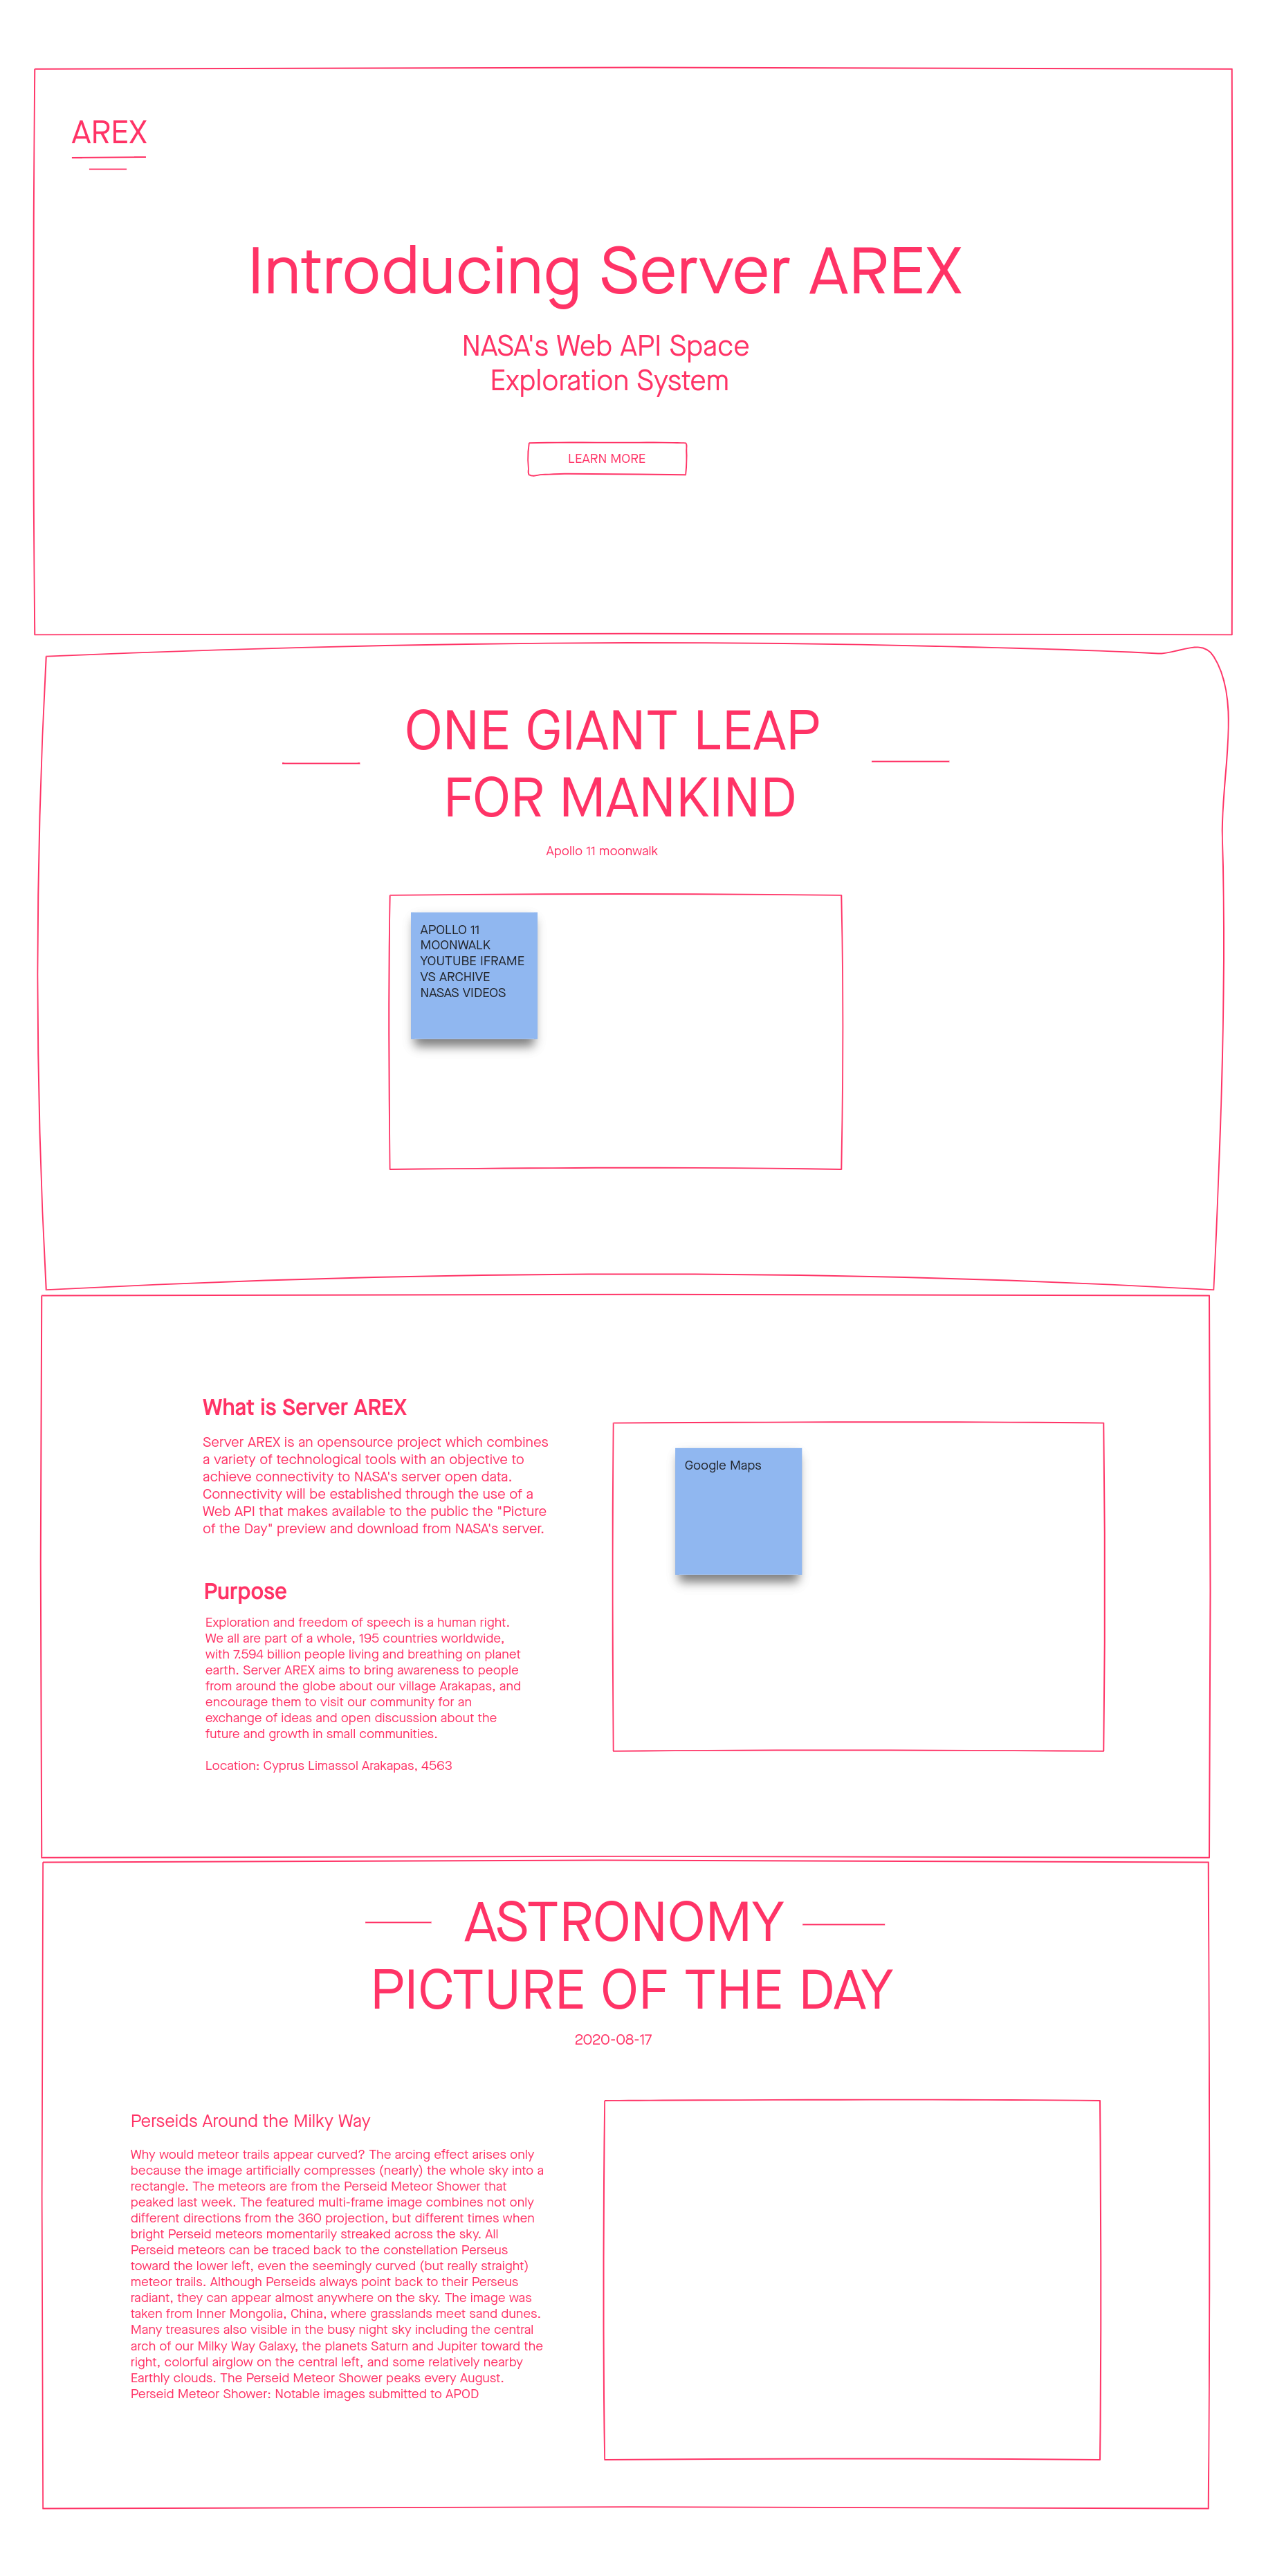 AREX
Introducing Server AREX
NASA's Web API Space
Exploration System
LEARN MORE
ONE GIANT LEAP
FOR MANKIND
Apollo 11 moonwalk
APOLLO 11
MOONWALK
YOUTUBE IFRAME
VS ARCHIVE
NASAS VIDEOS
What is Server AREX
Server AREX is an opensource project which combines
a variety of technological tools with an objective to
achieve connectivity to NASA's server open data.
Connectivity will be established through the use of a
Web API that makes available to the public the "Picture
of the Day" preview and download from NASA's server.
Purpose
Exploration and freedom of speech is a human right.
We all are part of a whole, 195 countries worldwide,
with 7.594 billion people living and breathing on planet
earth. Server AREX aims to bring awareness to people
from around the globe about our village Arakapas, and
encourage them to visit our community for an
exchange of ideas and open discussion about the
future and growth in small communities.
Location: Cyprus Limassol Arakapas, 4563
Google Maps
ASTRONOMY
PICTURE OF THE DAY
2020-08-17
Perseids Around the Milky Way
Why would meteor trails appear curved? The arcing effect arises only
because the image artificially compresses (nearly) the whole sky into a
rectangle. The meteors are from the Perseid Meteor Shower that
peaked last week. The featured multi-frame image combines not only
different directions from the 360 projection, but different times when
bright Perseid meteors momentarily streaked across the sky. All
Perseid meteors can be traced back to the constellation Perseus
toward the lower left, even the seemingly curved (but really straight)
meteor trails. Although Perseids always point back to their Perseus
radiant, they can appear almost anywhere on the sky. The image was
taken from Inner Mongolia, China, where grasslands meet sand dunes.
Many treasures also visible in the busy night sky including the central
arch of our Milky Way Galaxy, the planets Saturn and Jupiter toward the
right, colorful airglow on the central left, and some relatively nearby
Earthly clouds. The Perseid Meteor Shower peaks every August.
Perseid Meteor Shower: Notable images submitted to APOD